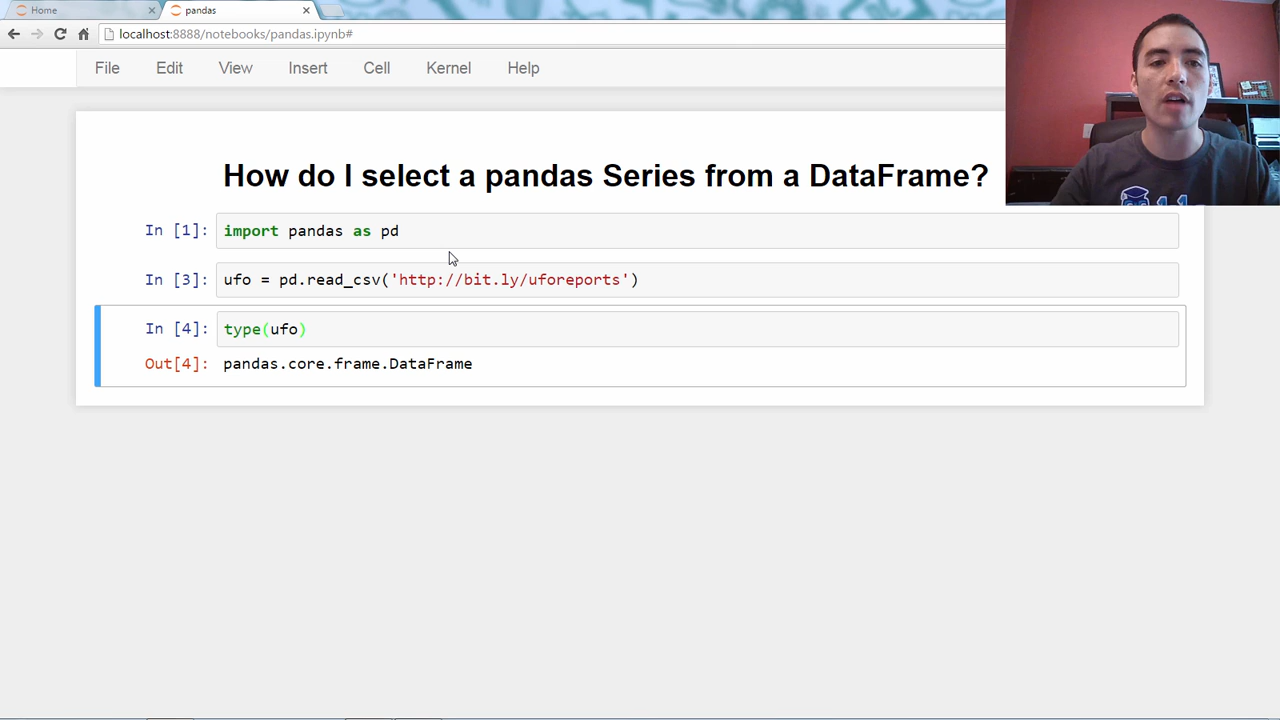 Home
pandas
localhost:8888/notebooks/pandas.ipynb#
File Edit View Insert Cell Kernel Help
How do I select a pandas Series from a DataFrame?
In [1]: import pandas as pd
In [3]: ufo = pd.read_csv('http://bit.ly/uforeports')
In [4]: type(ufo)
Out[4]: pandas.core.frame.DataFrame